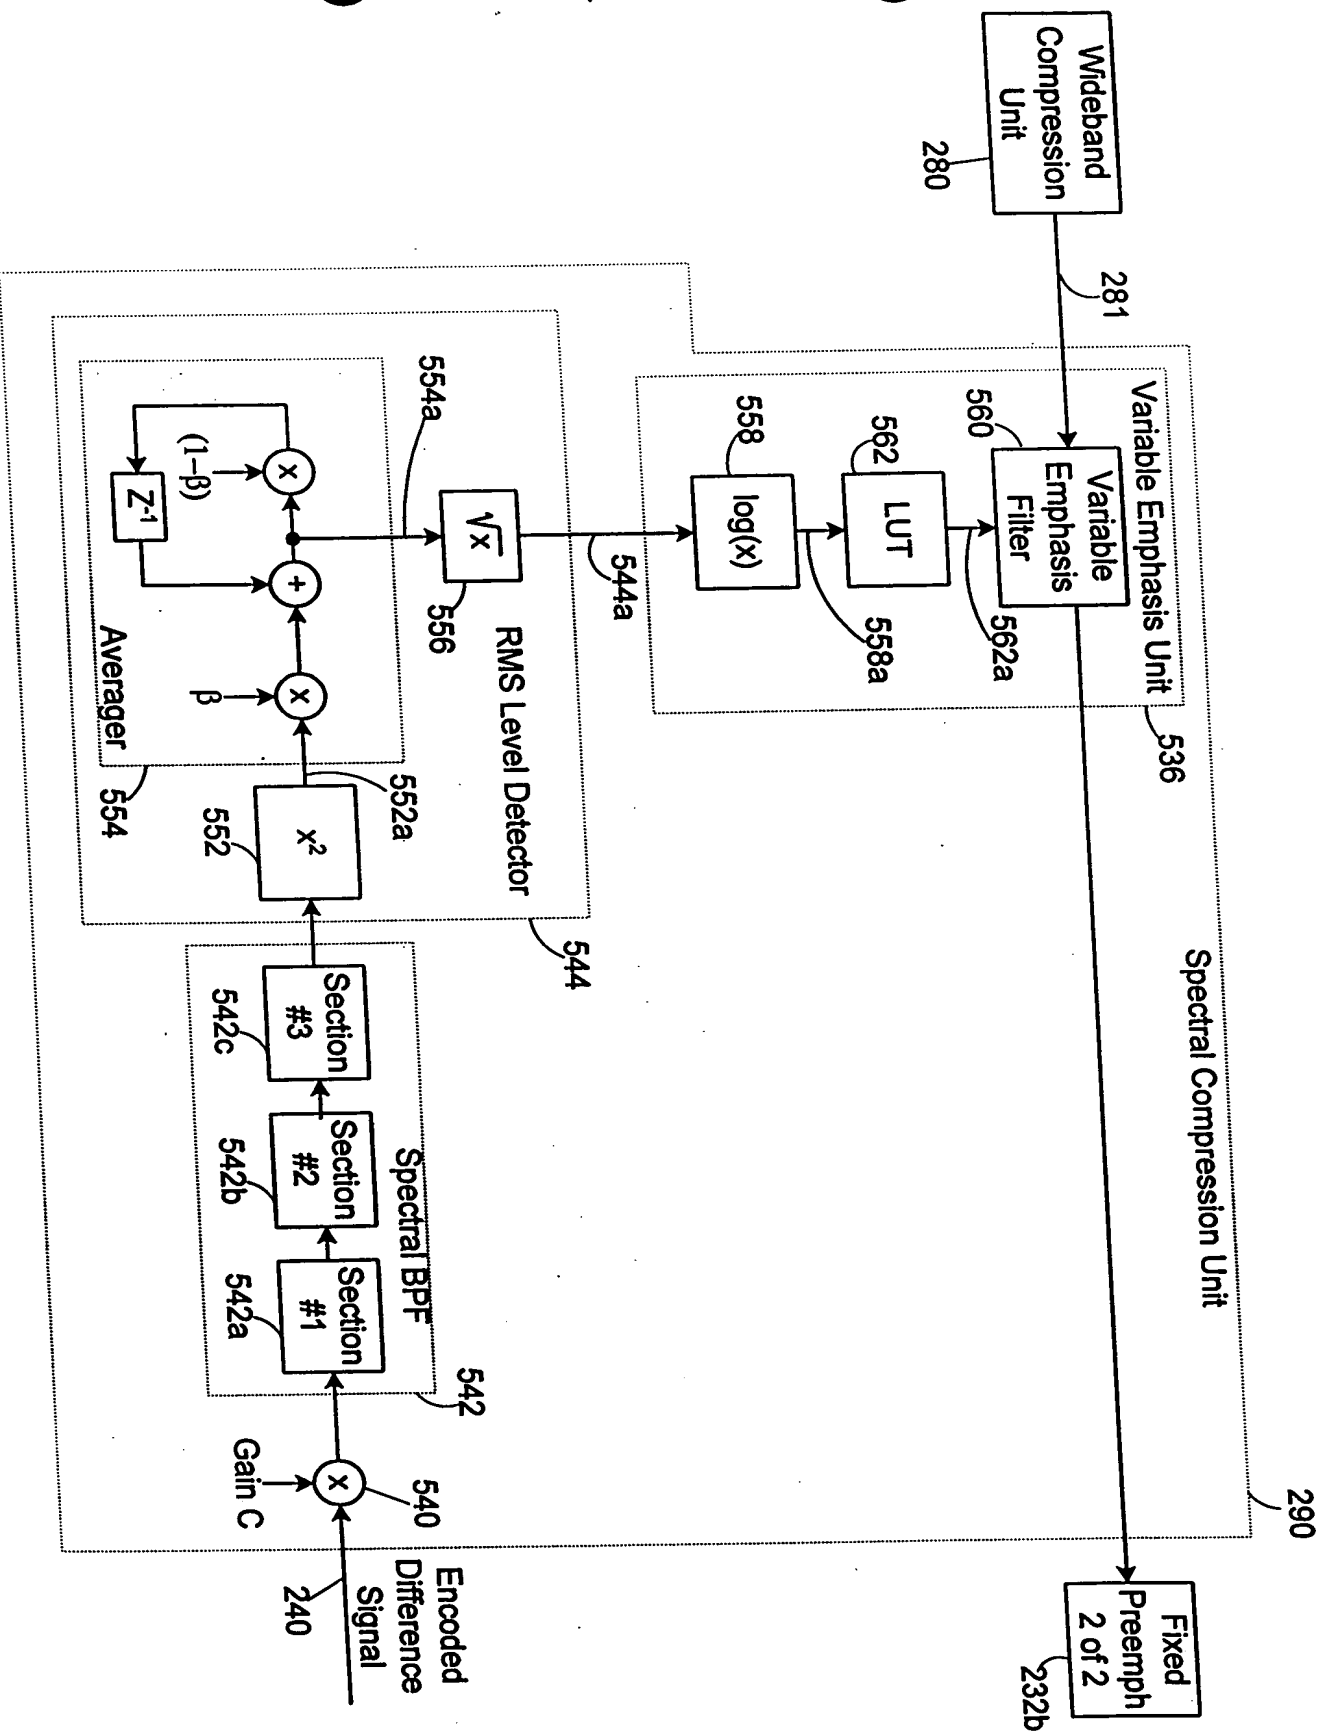 Wideband
Compression
Unit
280
281
Variable Emphasis Unit
536
Variable
Emphasis
Filter
560
562a
LUT
562
558a
log(x)
558
544a
Spectral Compression Unit
290
Fixed
Preemph
2 of 2
232b
RMS Level Detector
544
√x
556
554a
x
(1–β)
Z-1
+
x
β
Averager
554
552a
x2
552
Spectral BPF
542
Section
#3
542c
Section
#2
542b
Section
#1
542a
x
540
Gain C
Encoded
Difference
Signal
240